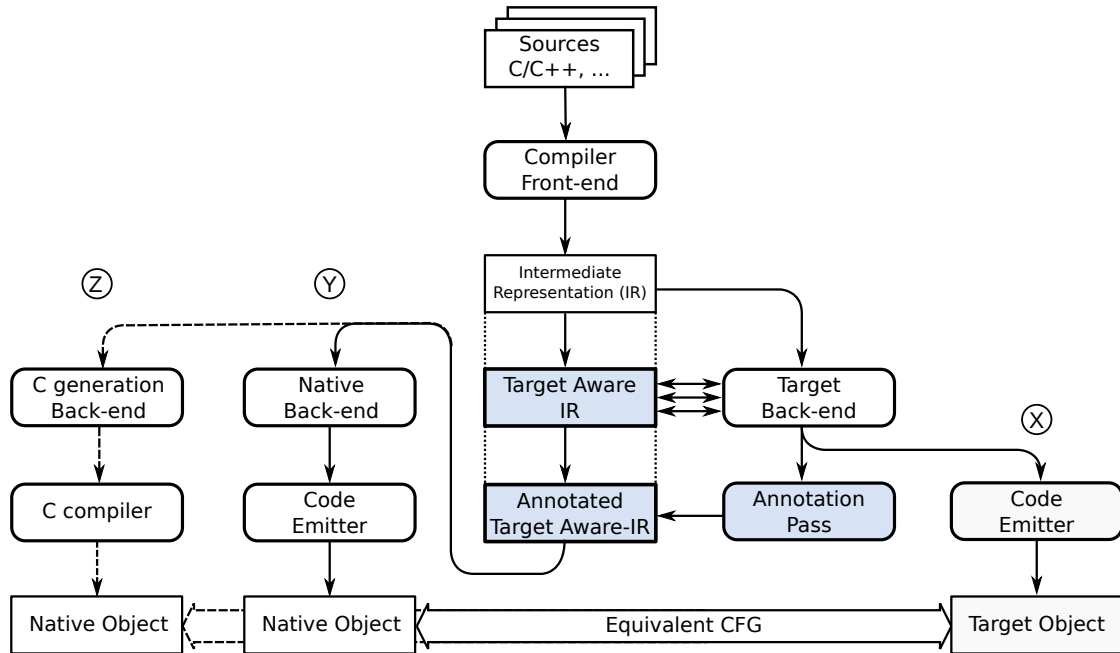 Sources
C/C++, ...
Compiler
Front-end
Intermediate
Representation (IR)
Z
Y
C generation
Back-end
Native
Back-end
Target Aware
IR
Target
Back-end
X
C compiler
Code
Emitter
Annotated
Target Aware-IR
Annotation
Pass
Code
Emitter
Native Object
Native Object
Equivalent CFG
Target Object